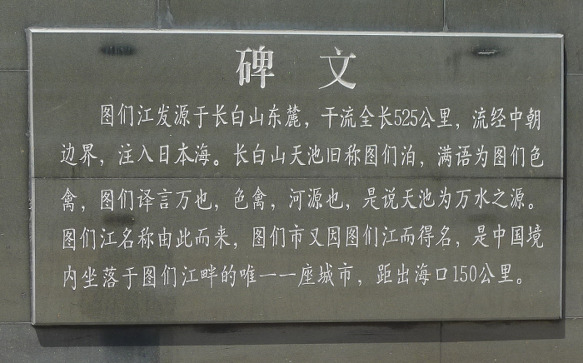 碑 文
图们江发源于长白山东麓，干流全长525公里，流经中朝
边界，注入日本海。长白山天池旧称图们泊，满语为图们色
禽，图们译言万也，色禽，河源也，是说天池为万水之源。
图们江名称由此而来，图们市又因图们江而得名，是中国境
内坐落于图们江畔的唯一一座城市，距出海口150公里。